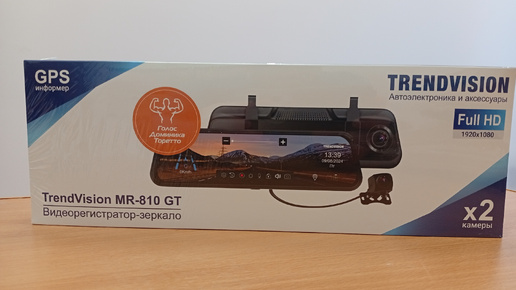 GPS
информер
Голос
Доминика
Торетто
TRENDVISION
Автоэлектроника и аксессуары
Full HD
1920x1080
13:39
TrendVision MR-810 GT
Видеорегистратор-зеркало
x2
камеры